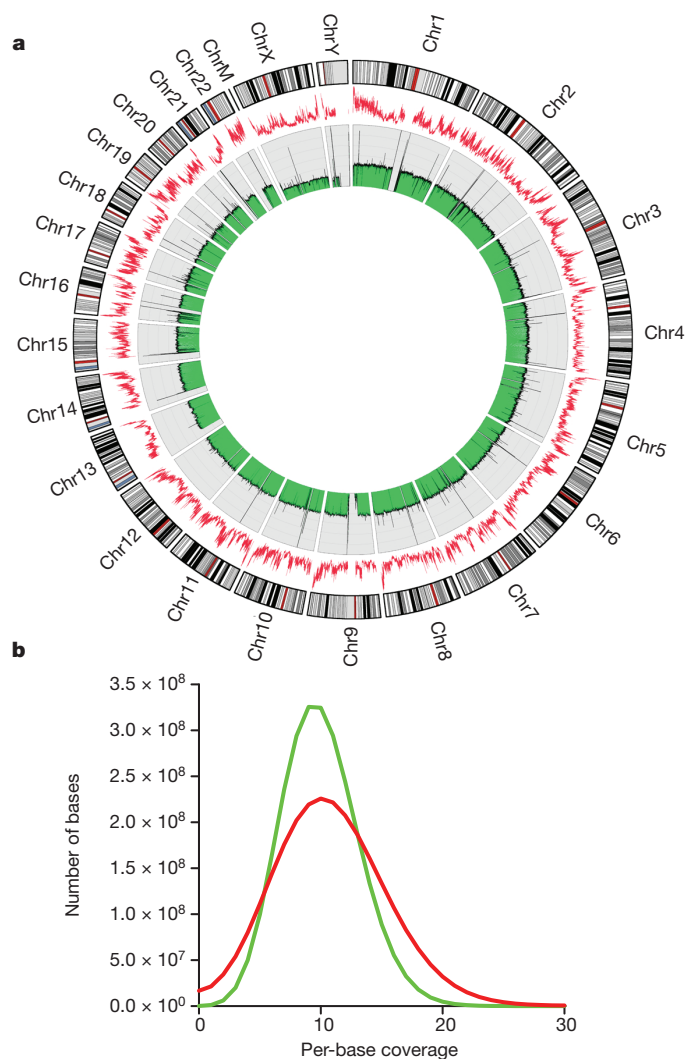 a
Chr1
Chr2
Chr3
Chr4
Chr5
Chr6
Chr7
Chr8
Chr9
Chr10
Chr11
Chr12
Chr13
Chr14
Chr15
Chr16
Chr17
Chr18
Chr19
Chr20
Chr21
Chr22
ChrM
ChrX
ChrY
b
Number of bases
3.5 × 10⁸
3.0 × 10⁸
2.5 × 10⁸
2.0 × 10⁸
1.5 × 10⁸
1.0 × 10⁸
5.0 × 10⁷
0.0 × 10⁰
0 10 20 30
Per-base coverage